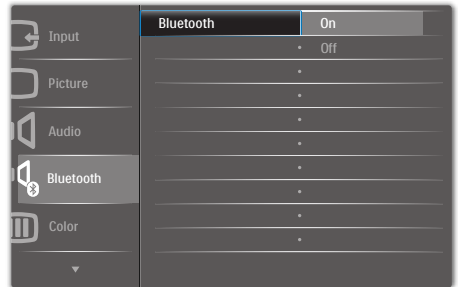 Bluetooth On
Off
Input
Picture
Audio
Bluetooth
Color